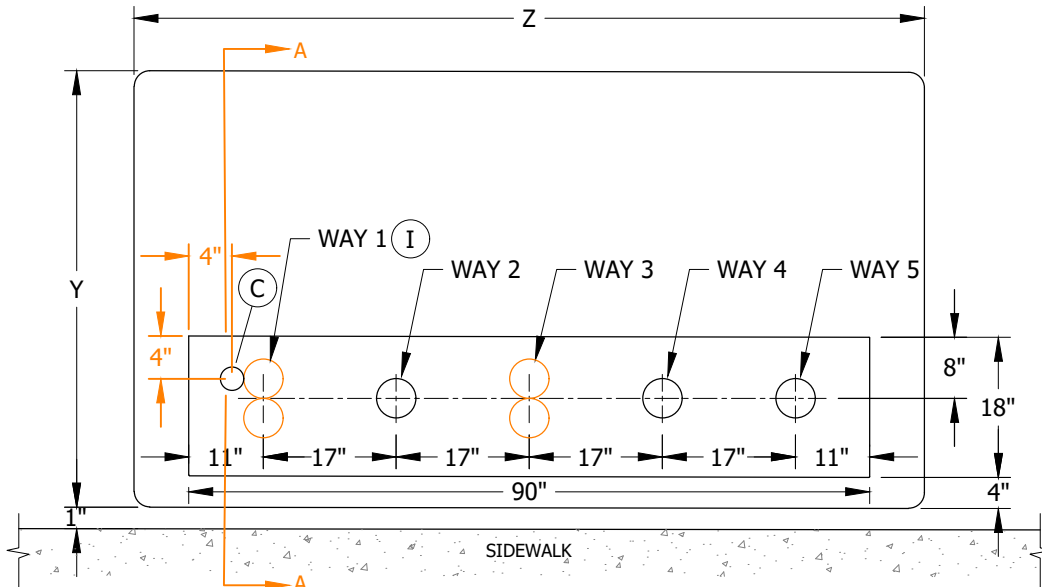 Z
A
WAY 1 I
4"
WAY 2
WAY 3
WAY 4
WAY 5
Y
C
4"
8"
18"
11"
17"
17"
17"
17"
11"
90"
4"
1"
SIDEWALK
A